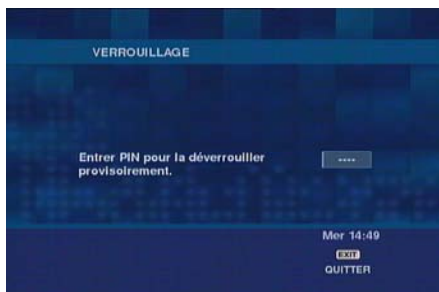 VERROUILLAGE
Entrer PIN pour la déverrouiller ----
provisoirement.
Mer 14:49
EXIT
QUITTER